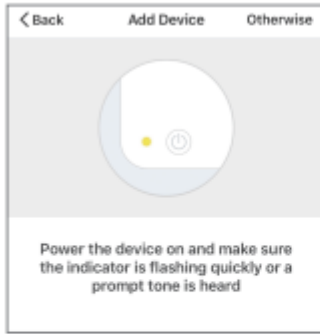 < Back Add Device Otherwise
Power the device on and make sure
the indicator is flashing quickly or a
prompt tone is heard